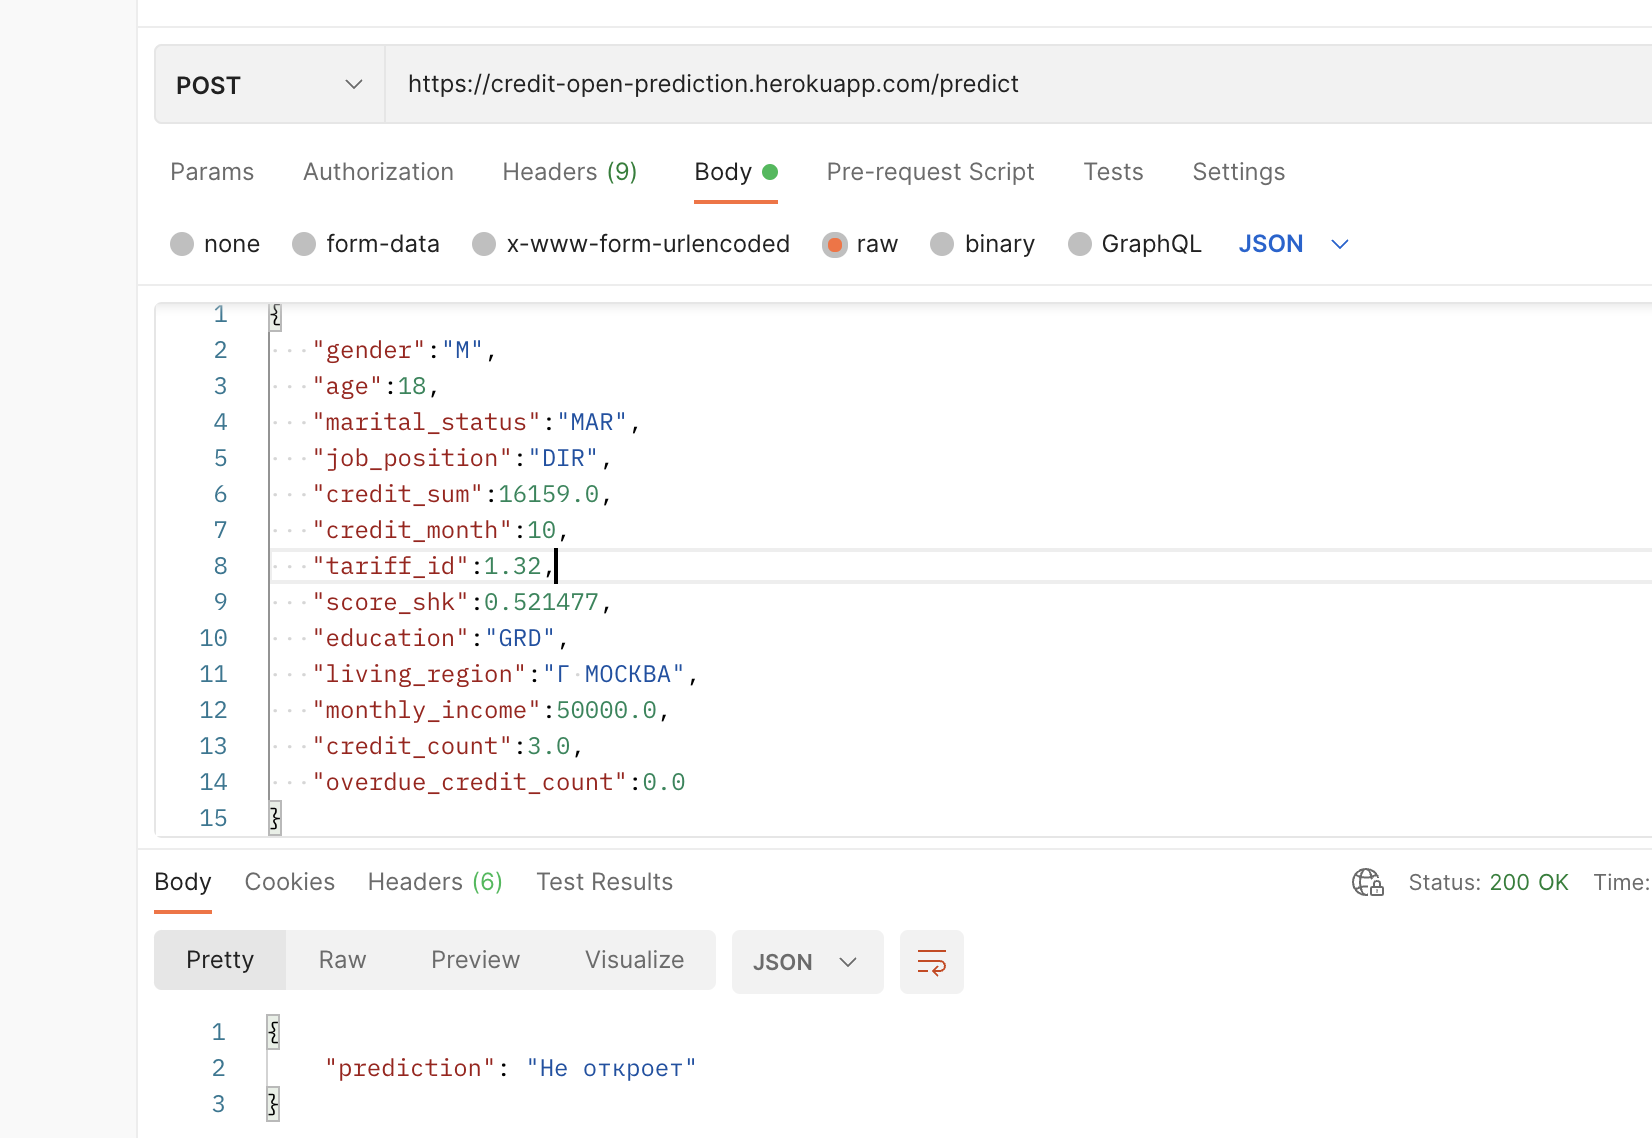 POST https://credit-open-prediction.herokuapp.com/predict
Params Authorization Headers (9) Body Pre-request Script Tests Settings
none form-data x-www-form-urlencoded raw binary GraphQL JSON
1 {
2 "gender":"M",
3 "age":18,
4 "marital_status":"MAR",
5 "job_position":"DIR",
6 "credit_sum":16159.0,
7 "credit_month":10,
8 "tariff_id":1.32,
9 "score_shk":0.521477,
10 "education":"GRD",
11 "living_region":"Г МОСКВА",
12 "monthly_income":50000.0,
13 "credit_count":3.0,
14 "overdue_credit_count":0.0
15 }
Body Cookies Headers (6) Test Results Status: 200 OK Time:
Pretty Raw Preview Visualize JSON
1 {
2 "prediction": "Не откроет"
3 }